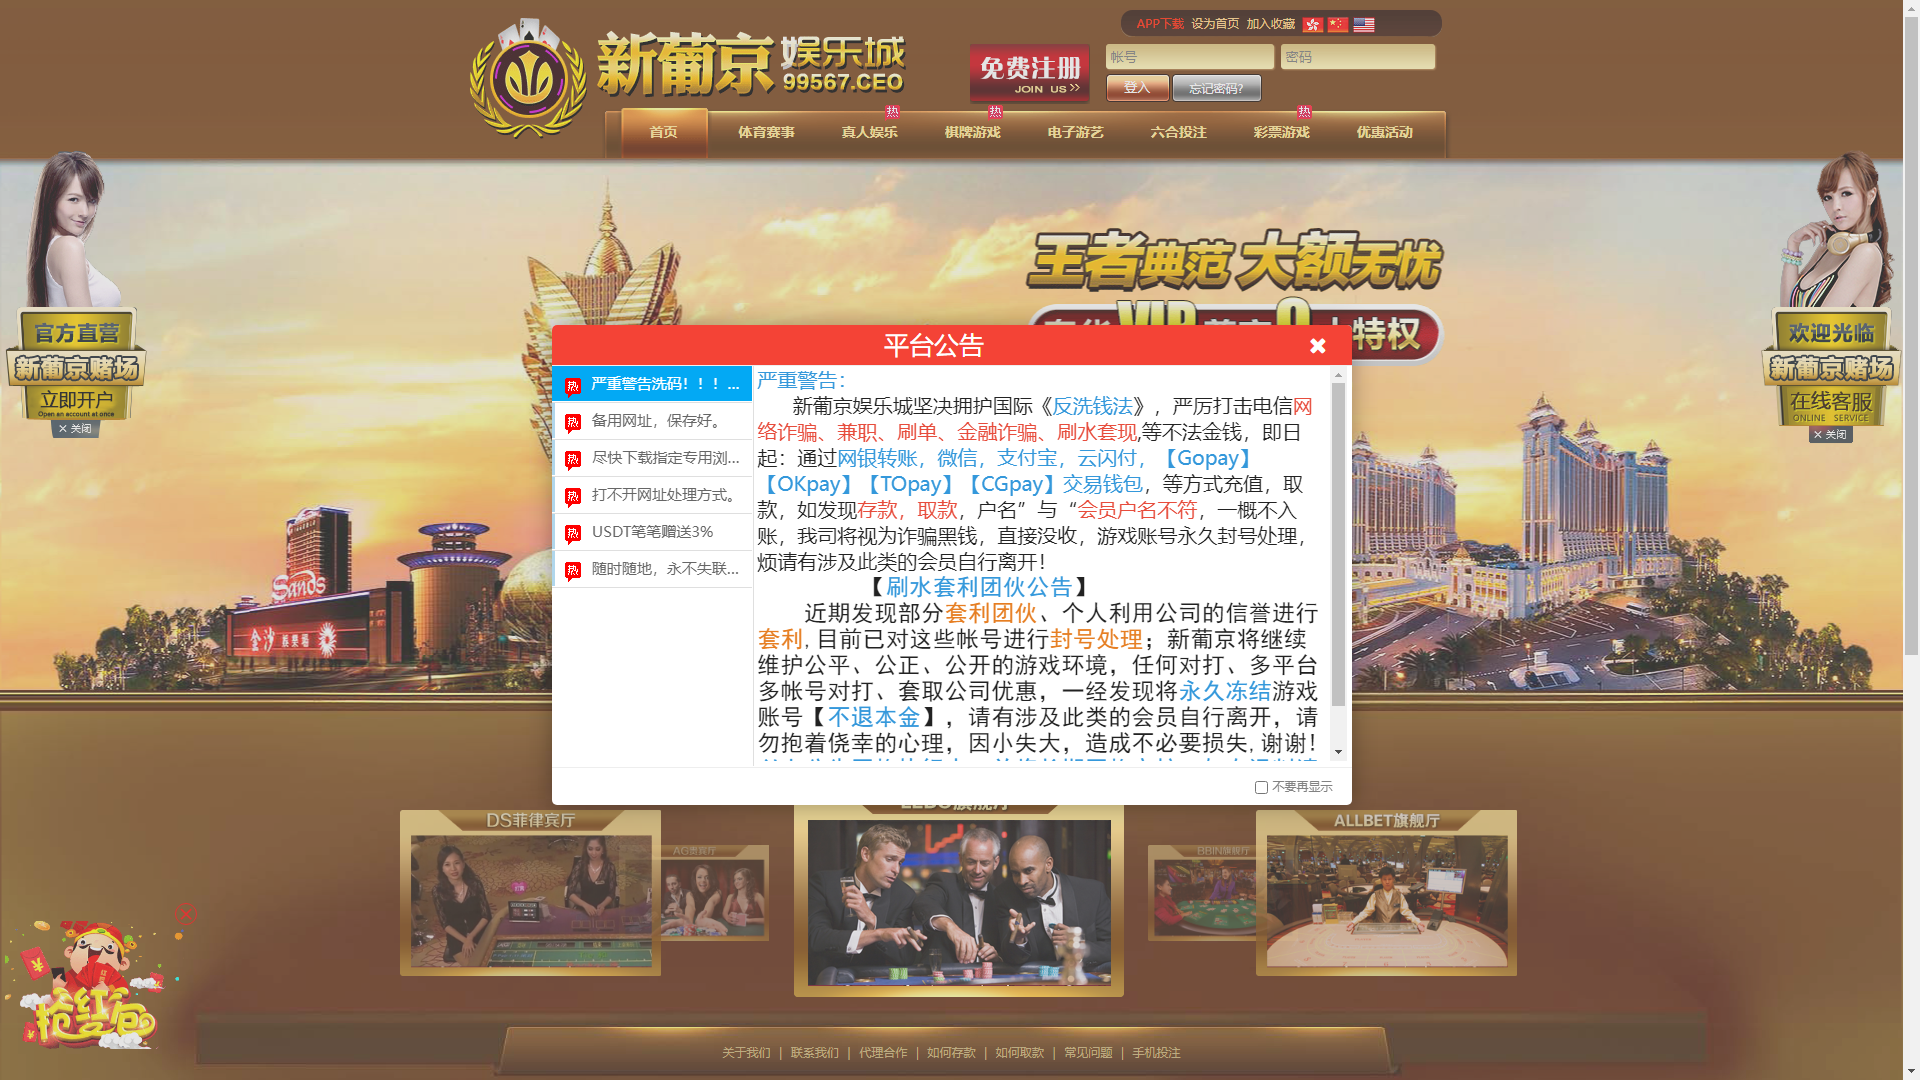 APP下载 设为首页 加入收藏
新葡京 娱乐城
99567.CEO
免费注册
JOIN US
帐号
密码
登入
忘记密码?
首页
体育赛事
真人娱乐
热
棋牌游戏
热
电子游艺
六合投注
彩票游戏
热
优惠活动
官方直营
新葡京赌场
立即开户
Open an account at once
✕ 关闭
欢迎光临
新葡京赌场
在线客服
ONLINE SERVICE
✕ 关闭
王者典范 大额无忧
VIP
特权
Sands
金沙
平台公告
热 严重警告洗码！！！...
热 备用网址，保存好。
热 尽快下载指定专用浏...
热 打不开网址处理方式。
热 USDT笔笔赠送3%
热 随时随地，永不失联...
严重警告：
新葡京娱乐城坚决拥护国际《反洗钱法》，严厉打击电信网
络诈骗、兼职、刷单、金融诈骗、刷水套现,等不法金钱，即日
起：通过网银转账，微信，支付宝，云闪付，【Gopay】
【OKpay】【TOpay】【CGpay】交易钱包，等方式充值，取
款，如发现存款，取款，户名”与“会员户名不符，一概不入
账，我司将视为诈骗黑钱，直接没收，游戏账号永久封号处理，
烦请有涉及此类的会员自行离开！
【刷水套利团伙公告】
近期发现部分套利团伙、个人利用公司的信誉进行
套利,目前已对这些帐号进行封号处理；新葡京将继续
维护公平、公正、公开的游戏环境，任何对打、多平台
多帐号对打、套取公司优惠，一经发现将永久冻结游戏
账号【不退本金】，请有涉及此类的会员自行离开，请
勿抱着侥幸的心理，因小失大，造成不必要损失,谢谢！
不要再显示
DS菲律宾厅
AG贵宾厅
BBIN旗舰厅
ALLBET旗舰厅
抢红包
关于我们 | 联系我们 | 代理合作 | 如何存款 | 如何取款 | 常见问题 | 手机投注